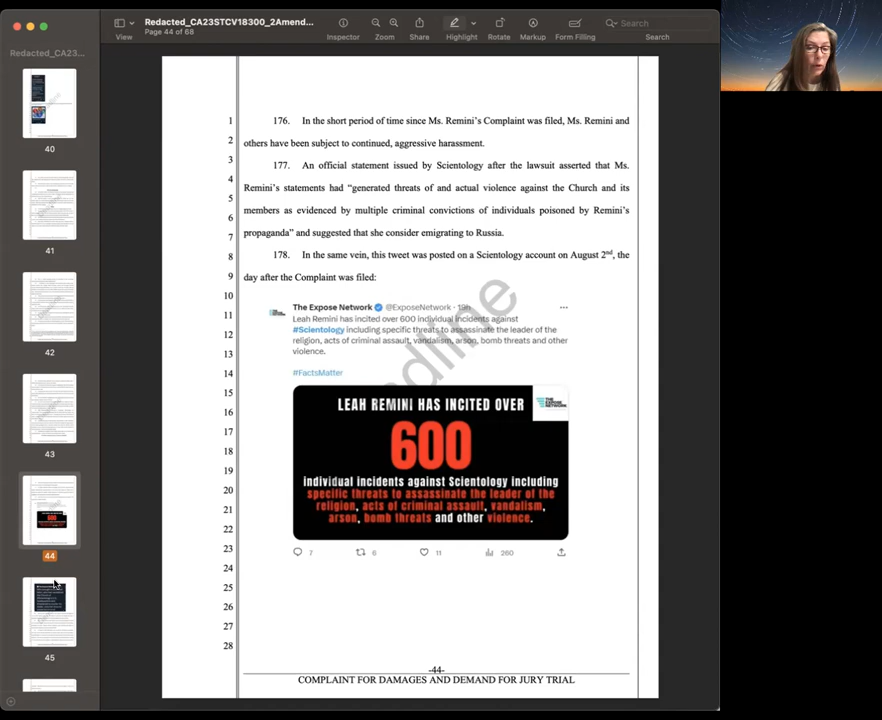 Redacted_CA23STCV18300_2Amend...
Page 44 of 68
View
Inspector
Zoom
Share
Highlight
Rotate
Markup
Form Filling
Search
Search
Redacted_CA23...
40
41
42
43
44
45
1
2
3
4
5
6
7
8
9
10
11
12
13
14
15
16
17
18
19
20
21
22
23
24
25
26
27
28
176. In the short period of time since Ms. Remini's Complaint was filed, Ms. Remini and
others have been subject to continued, aggressive harassment.
177. An official statement issued by Scientology after the lawsuit asserted that Ms.
Remini's statements had "generated threats of and actual violence against the Church and its
members as evidenced by multiple criminal convictions of individuals poisoned by Remini's
propaganda" and suggested that she consider emigrating to Russia.
178. In the same vein, this tweet was posted on a Scientology account on August 2nd, the
day after the Complaint was filed:
The Expose Network @ExposeNetwork · 19h
Leah Remini has incited over 600 individual incidents against
#Scientology including specific threats to assassinate the leader of the
religion, acts of criminal assault, vandalism, arson, bomb threats and other
violence.
#FactsMatter
LEAH REMINI HAS INCITED OVER
THE
EXPOSE
NETWORK
600
individual incidents against Scientology including
specific threats to assassinate the leader of the
religion, acts of criminal assault, vandalism,
arson, bomb threats and other violence.
7
6
11
260
-44-
COMPLAINT FOR DAMAGES AND DEMAND FOR JURY TRIAL